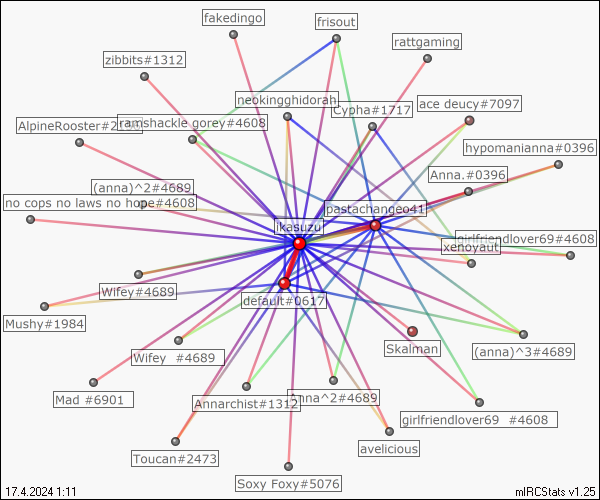 fakedingo
frisout
rattgaming
zibbits#1312
neokingghidorah
Cypha#1717
ace deucy#7097
AlpineRooster#2
ramshackle gorey#4608
hypomanianna#0396
Anna.#0396
(anna)^2#4689
no cops no laws no hope#4608
pastachangeo41
ikasuzu
girlfriendlover69#4608
xenoyaut
Wifey#4689
default#0617
Mushy#1984
Skalman
Wifey  #4689
(anna)^3#4689
Mad #6901
Annarchist#1312
nna^2#4689
girlfriendlover69  #4608
avelicious
Toucan#2473
Soxy Foxy#5076
17.4.2024 1:11
mIRCStats v1.25